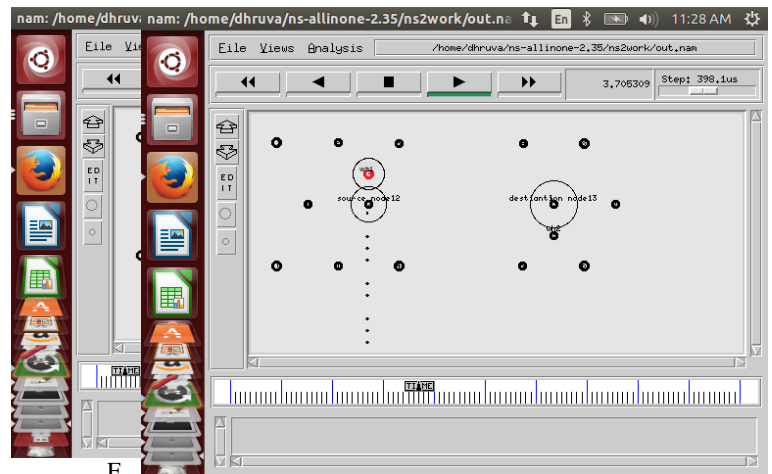 nam: /home/dhruva
nam: /home/dhruva/ns-allinone-2.35/ns2work/out.na
En
11:28 AM
File
File Views Analysis
/home/dhruva/ns-allinone-2.35/ns2work/out.nam
3.705309
Step: 398.1us
ED
IT
ED
IT
source node12
destiantion node13
wh2
TIME
TIME